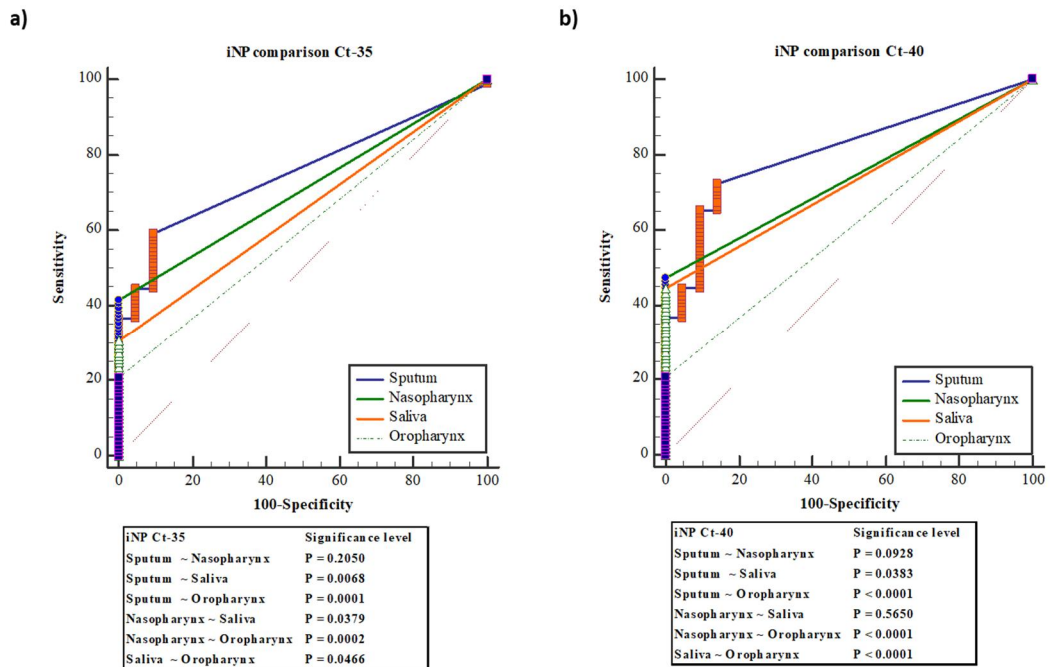 a)
iNP comparison Ct-35
100
80
60
40
20
0
Sensitivity
0 20 40 60 80 100
100-Specificity
Sputum
Nasopharynx
Saliva
Oropharynx
iNP Ct-35 Significance level
Sputum ~ Nasopharynx P = 0.2050
Sputum ~ Saliva P = 0.0068
Sputum ~ Oropharynx P = 0.0001
Nasopharynx ~ Saliva P = 0.0379
Nasopharynx ~ Oropharynx P = 0.0002
Saliva ~ Oropharynx P = 0.0466
b)
iNP comparison Ct-40
100
80
60
40
20
0
Sensitivity
0 20 40 60 80 100
100-Specificity
Sputum
Nasopharynx
Saliva
Oropharynx
iNP Ct-40 Significance level
Sputum ~ Nasopharynx P = 0.0928
Sputum ~ Saliva P = 0.0383
Sputum ~ Oropharynx P < 0.0001
Nasopharynx ~ Saliva P = 0.5650
Nasopharynx ~ Oropharynx P < 0.0001
Saliva ~ Oropharynx P < 0.0001